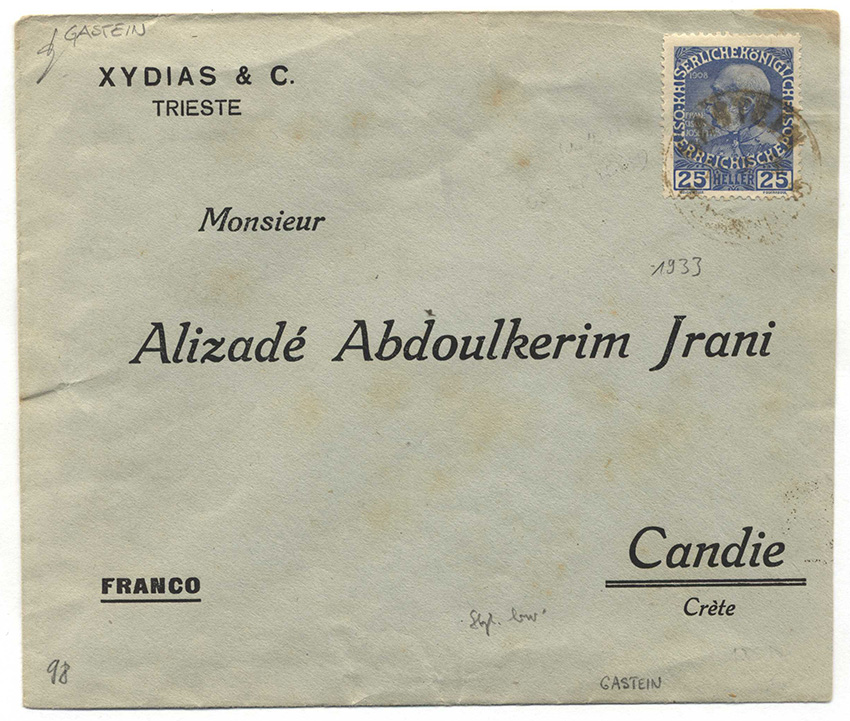 GASTEIN
XYDIAS & C.
TRIESTE
KAISERLICHE KÖNIGLICHE
1908
ÖSTERREICHISCHE
25 HELLER 25
Monsieur
1933
Alizadé Abdoulkerim Jrani
Candie
Crète
FRANCO
98
GASTEIN